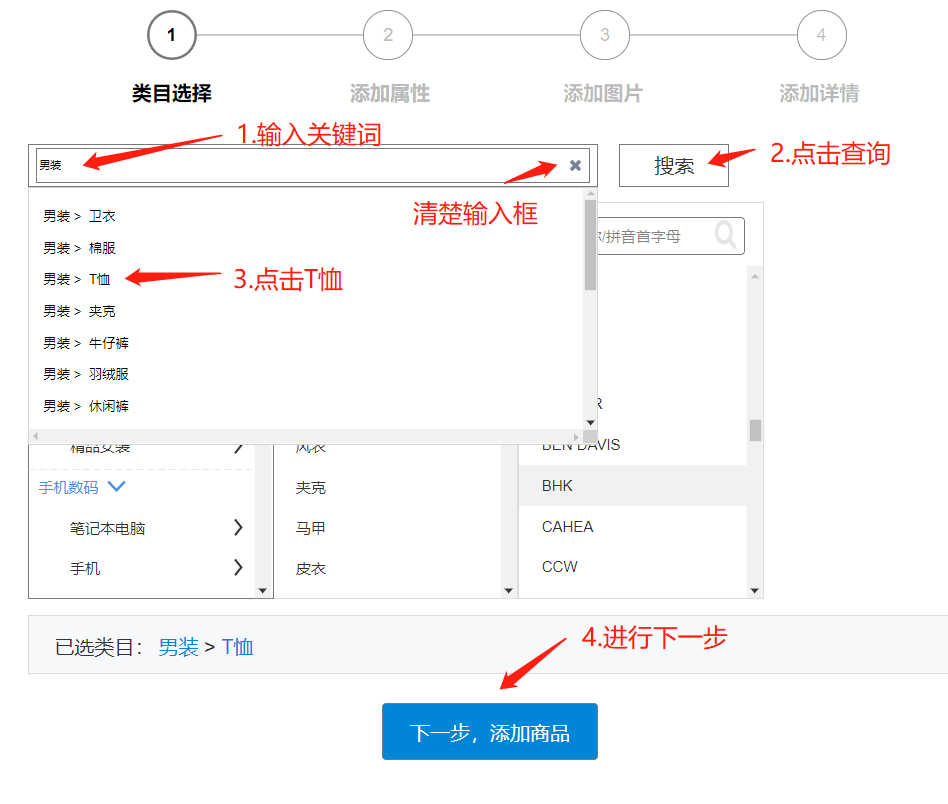 1
2
3
4
类目选择
添加属性
添加图片
添加详情
1.输入关键词
男装
搜索
2.点击查询
清楚输入框
男装 > 卫衣
/拼音首字母
男装 > 棉服
男装 > T恤
3.点击T恤
男装 > 夹克
男装 > 牛仔裤
男装 > 羽绒服
男装 > 休闲裤
R
精品女装
风衣
BEN DAVIS
手机数码
夹克
BHK
笔记本电脑
马甲
CAHEA
手机
皮衣
CCW
已选类目： 男装 > T恤
4.进行下一步
下一步，添加商品